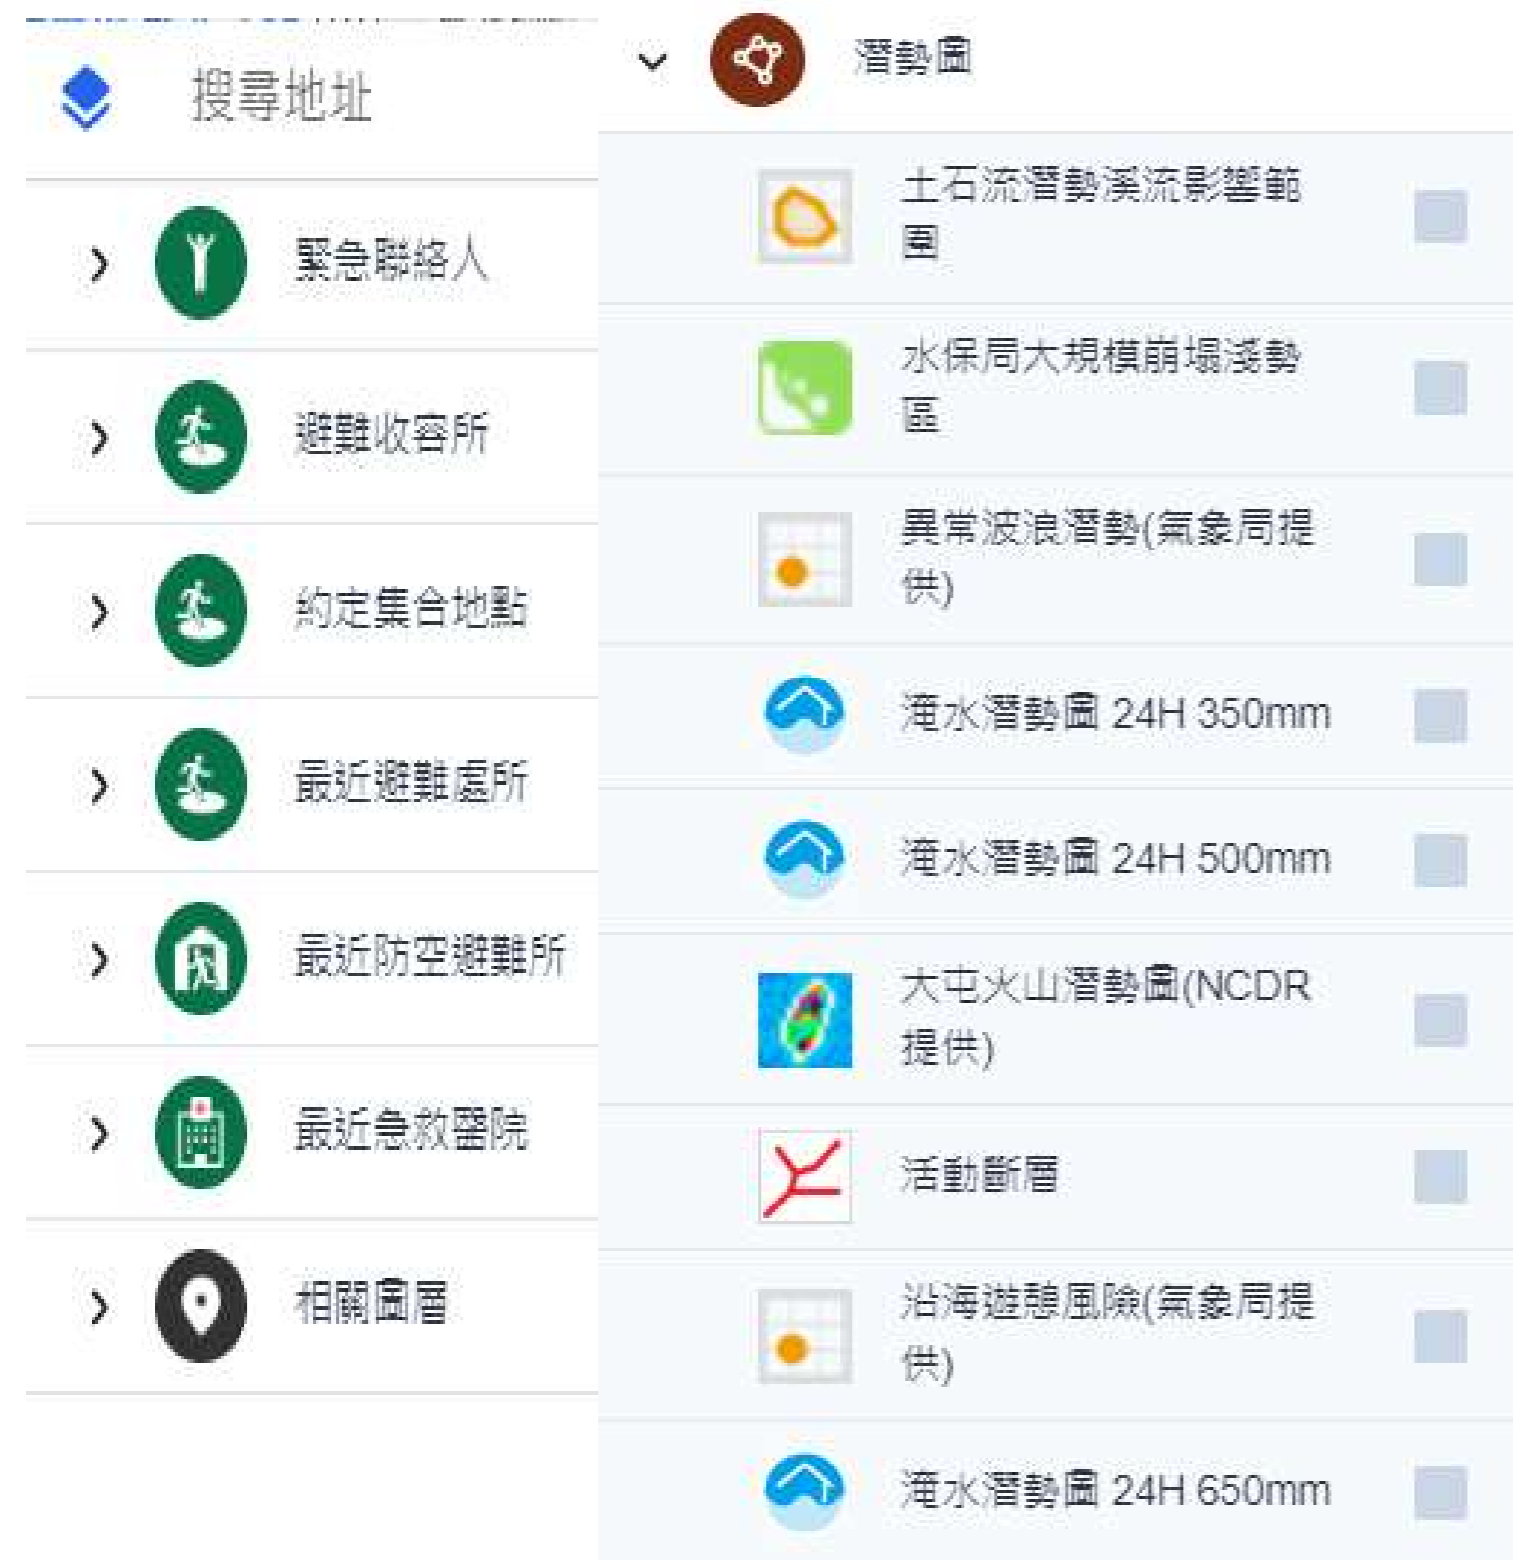 搜尋地址
緊急聯絡人
避難收容所
約定集合地點
最近避難處所
最近防空避難所
最近急救醫院
相關圖層
潛勢圖
土石流潛勢溪流影響範
圍
水保局大規模崩塌淺勢
區
異常波浪潛勢(氣象局提
供)
淹水潛勢圖 24H 350mm
淹水潛勢圖 24H 500mm
大屯火山潛勢圖(NCDR
提供)
活動斷層
沿海遊憩風險(氣象局提
供)
淹水潛勢圖 24H 650mm